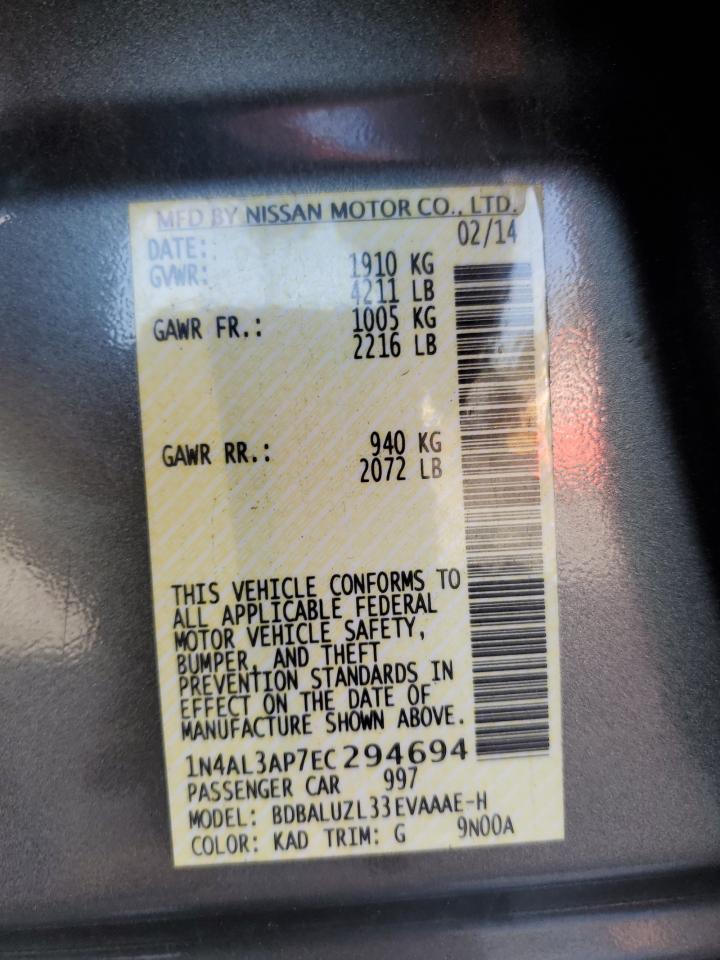 MFD BY NISSAN MOTOR CO., LTD.
DATE: 02/14
GVWR: 1910 KG
4211 LB
GAWR FR.: 1005 KG
2216 LB
GAWR RR.: 940 KG
2072 LB
THIS VEHICLE CONFORMS TO
ALL APPLICABLE FEDERAL
MOTOR VEHICLE SAFETY,
BUMPER, AND THEFT
PREVENTION STANDARDS IN
EFFECT ON THE DATE OF
MANUFACTURE SHOWN ABOVE.
1N4AL3AP7EC294694
PASSENGER CAR 997
MODEL: BDBALUZL33EVAAAE-H
COLOR: KAD TRIM: G 9N00A